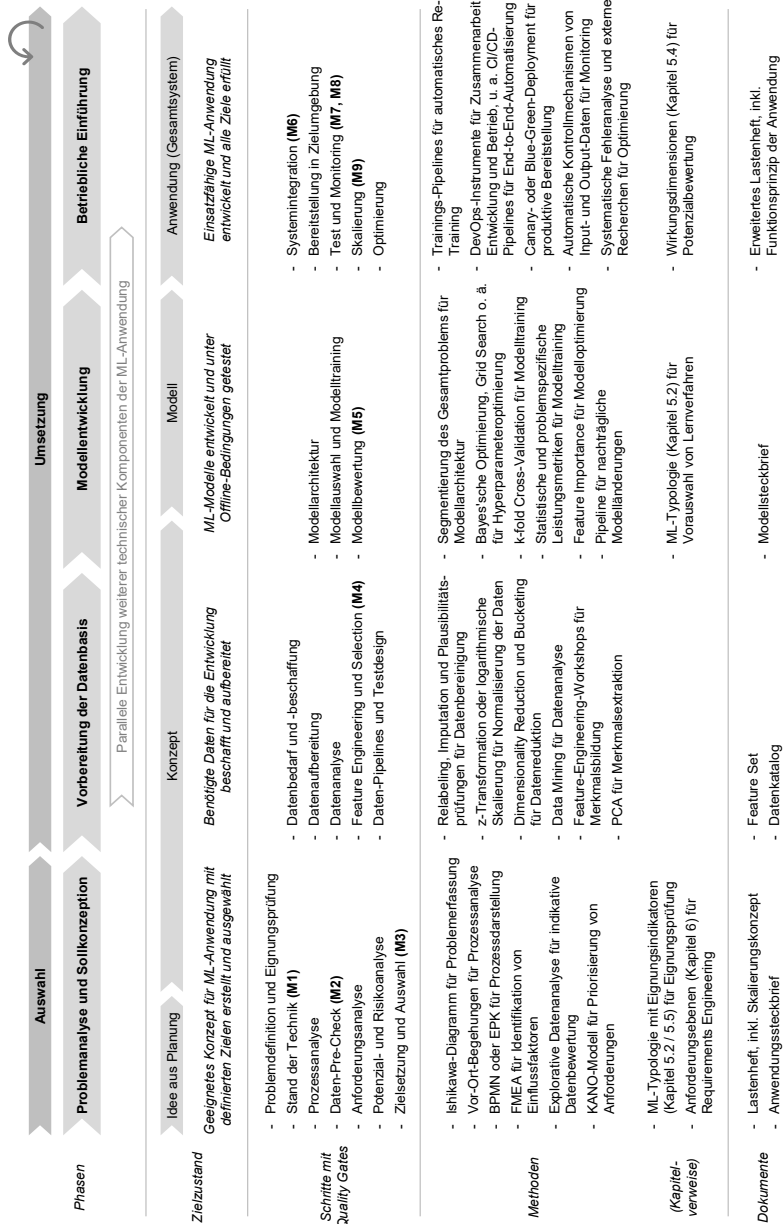 Auswahl
Umsetzung
Phasen
Problemanalyse und Sollkonzeption
Vorbereitung der Datenbasis
Modellentwicklung
Betriebliche Einführung
Parallele Entwicklung weiterer technischer Komponenten der ML-Anwendung
Idee aus Planung
Konzept
Modell
Anwendung (Gesamtsystem)
Zielzustand
Geeignetes Konzept für ML-Anwendung mit
definierten Zielen erstellt und ausgewählt
Benötigte Daten für die Entwicklung
beschafft und aufbereitet
ML-Modelle entwickelt und unter
Offline-Bedingungen getestet
Einsatzfähige ML-Anwendung
entwickelt und alle Ziele erfüllt
Schritte mit
Quality Gates
- Problemdefinition und Eignungsprüfung
- Stand der Technik (M1)
- Prozessanalyse
- Daten-Pre-Check (M2)
- Anforderungsanalyse
- Potenzial- und Risikoanalyse
- Zielsetzung und Auswahl (M3)
- Datenbedarf und -beschaffung
- Datenaufbereitung
- Datenanalyse
- Feature Engineering und Selection (M4)
- Daten-Pipelines und Testdesign
- Modellarchitektur
- Modellauswahl und Modelltraining
- Modellbewertung (M5)
- Systemintegration (M6)
- Bereitstellung in Zielumgebung
- Test und Monitoring (M7, M8)
- Skalierung (M9)
- Optimierung
Methoden
- Ishikawa-Diagramm für Problemerfassung
- Vor-Ort-Begehungen für Prozessanalyse
- BPMN oder EPK für Prozessdarstellung
- FMEA für Identifikation von
Einflussfaktoren
- Explorative Datenanalyse für indikative
Datenbewertung
- KANO-Modell für Priorisierung von
Anforderungen
- Relabeling, Imputation und Plausibilitäts-
prüfungen für Datenbereinigung
- z-Transformation oder logarithmische
Skalierung für Normalisierung der Daten
- Dimensionality Reduction und Bucketing
für Datenreduktion
- Data Mining für Datenanalyse
- Feature-Engineering-Workshops für
Merkmalsbildung
- PCA für Merkmalsextraktion
- Segmentierung des Gesamtproblems für
Modellarchitektur
- Bayes'sche Optimierung, Grid Search o. ä.
für Hyperparameteroptimierung
- k-fold Cross-Validation für Modelltraining
- Statistische und problemspezifische
Leistungsmetriken für Modelltraining
- Feature Importance für Modelloptimierung
- Pipeline für nachträgliche
Modelländerungen
- Trainings-Pipelines für automatisches Re-
Training
- DevOps-Instrumente für Zusammenarbeit
Entwicklung und Betrieb, u. a. CI/CD-
Pipelines für End-to-End-Automatisierung
- Canary- oder Blue-Green-Deployment für
produktive Bereitstellung
- Automatische Kontrollmechanismen von
Input- und Output-Daten für Monitoring
- Systematische Fehleranalyse und externe
Recherchen für Optimierung
(Kapitel-
verweise)
- ML-Typologie mit Eignungsindikatoren
(Kapitel 5.2 / 5.5) für Eignungsprüfung
- Anforderungsebenen (Kapitel 6) für
Requirements Engineering
- ML-Typologie (Kapitel 5.2) für
Vorauswahl von Lernverfahren
- Wirkungsdimensionen (Kapitel 5.4) für
Potenzialbewertung
Dokumente
- Lastenheft, inkl. Skalierungskonzept
- Anwendungssteckbrief
- Feature Set
- Datenkatalog
- Modellsteckbrief
- Erweitertes Lastenheft, inkl.
Funktionsprinzip der Anwendung